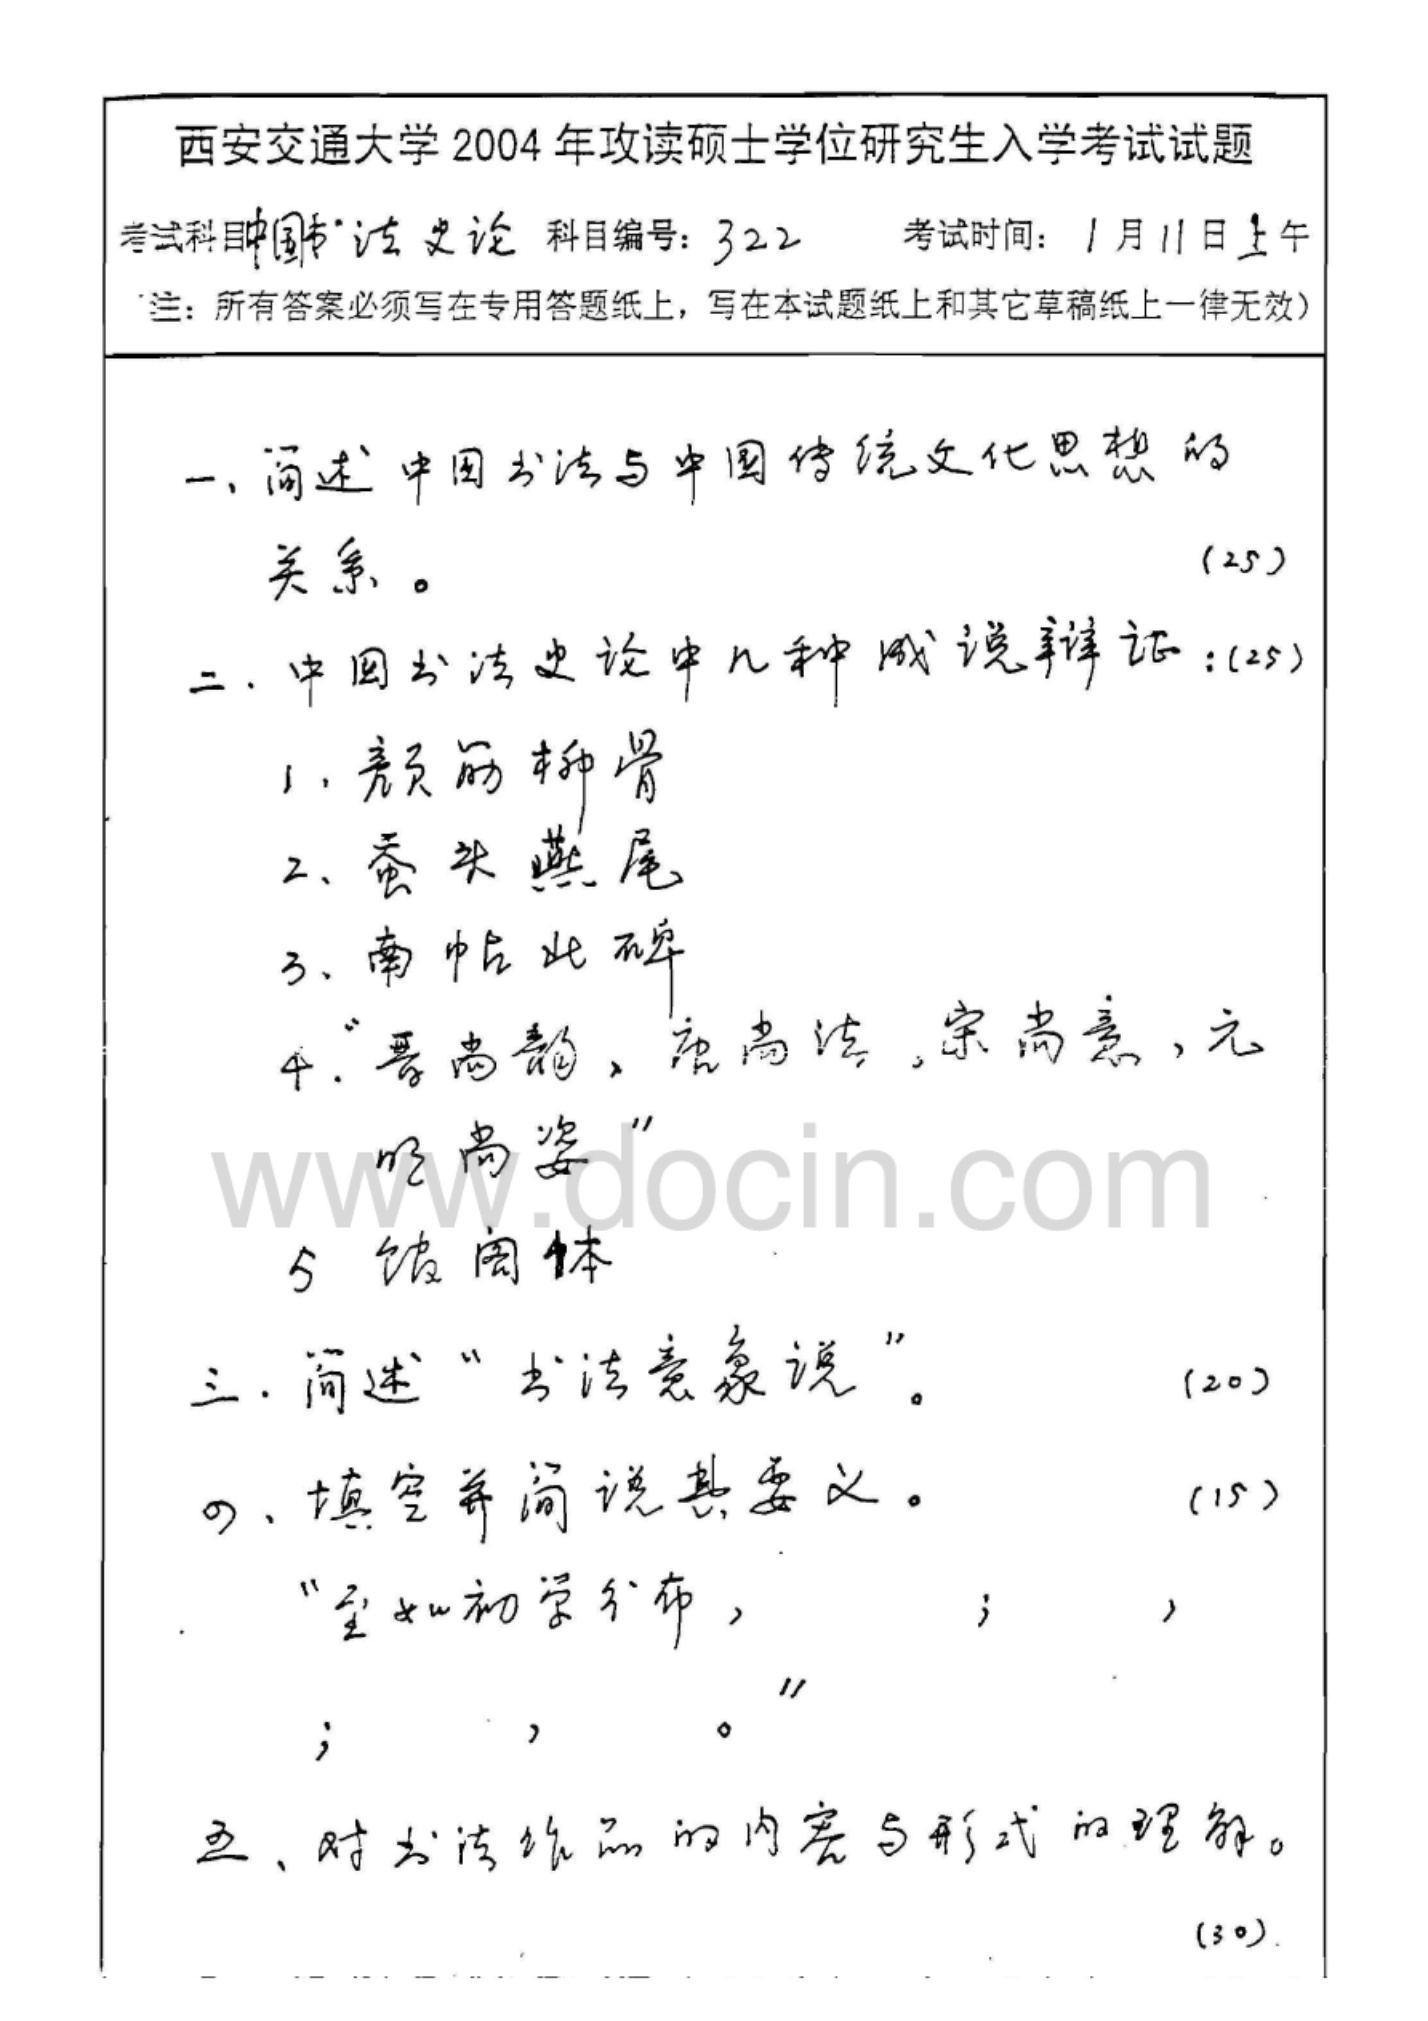 西安交通大学 2004 年攻读硕士学位研究生入学考试试题
考试科目中国书法史论 科目编号：322 考试时间： 1 月 11 日上午
注：所有答案必须写在专用答题纸上，写在本试题纸上和其它草稿纸上一律无效）
一、简述中国书法与中国传统文化思想的
关系。 (25)
二．中国书法史论中几种成说辩证：(25)
1．颜筋柳骨
2、蚕头燕尾
3、南帖北碑
4．“晋尚韵、唐尚法，宋尚意，元
明尚姿”
www.docin.com
5 馆阁体
三．简述“书法意象说”。 (20)
四、填空并简说其要义。 (15)
“至如初学分布， ； ，
； ， 。”
五、对书法作品的内容与形式的理解。
(30)